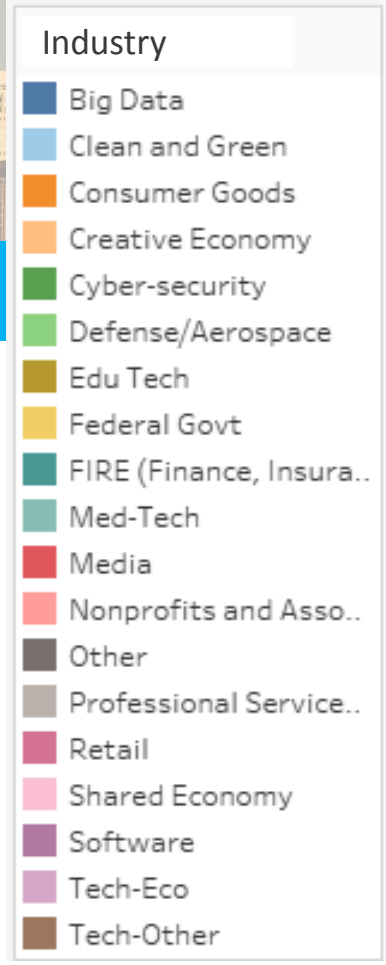 Industry
Big Data
Clean and Green
Consumer Goods
Creative Economy
Cyber-security
Defense/Aerospace
Edu Tech
Federal Govt
FIRE (Finance, Insura..
Med-Tech
Media
Nonprofits and Asso..
Other
Professional Service..
Retail
Shared Economy
Software
Tech-Eco
Tech-Other